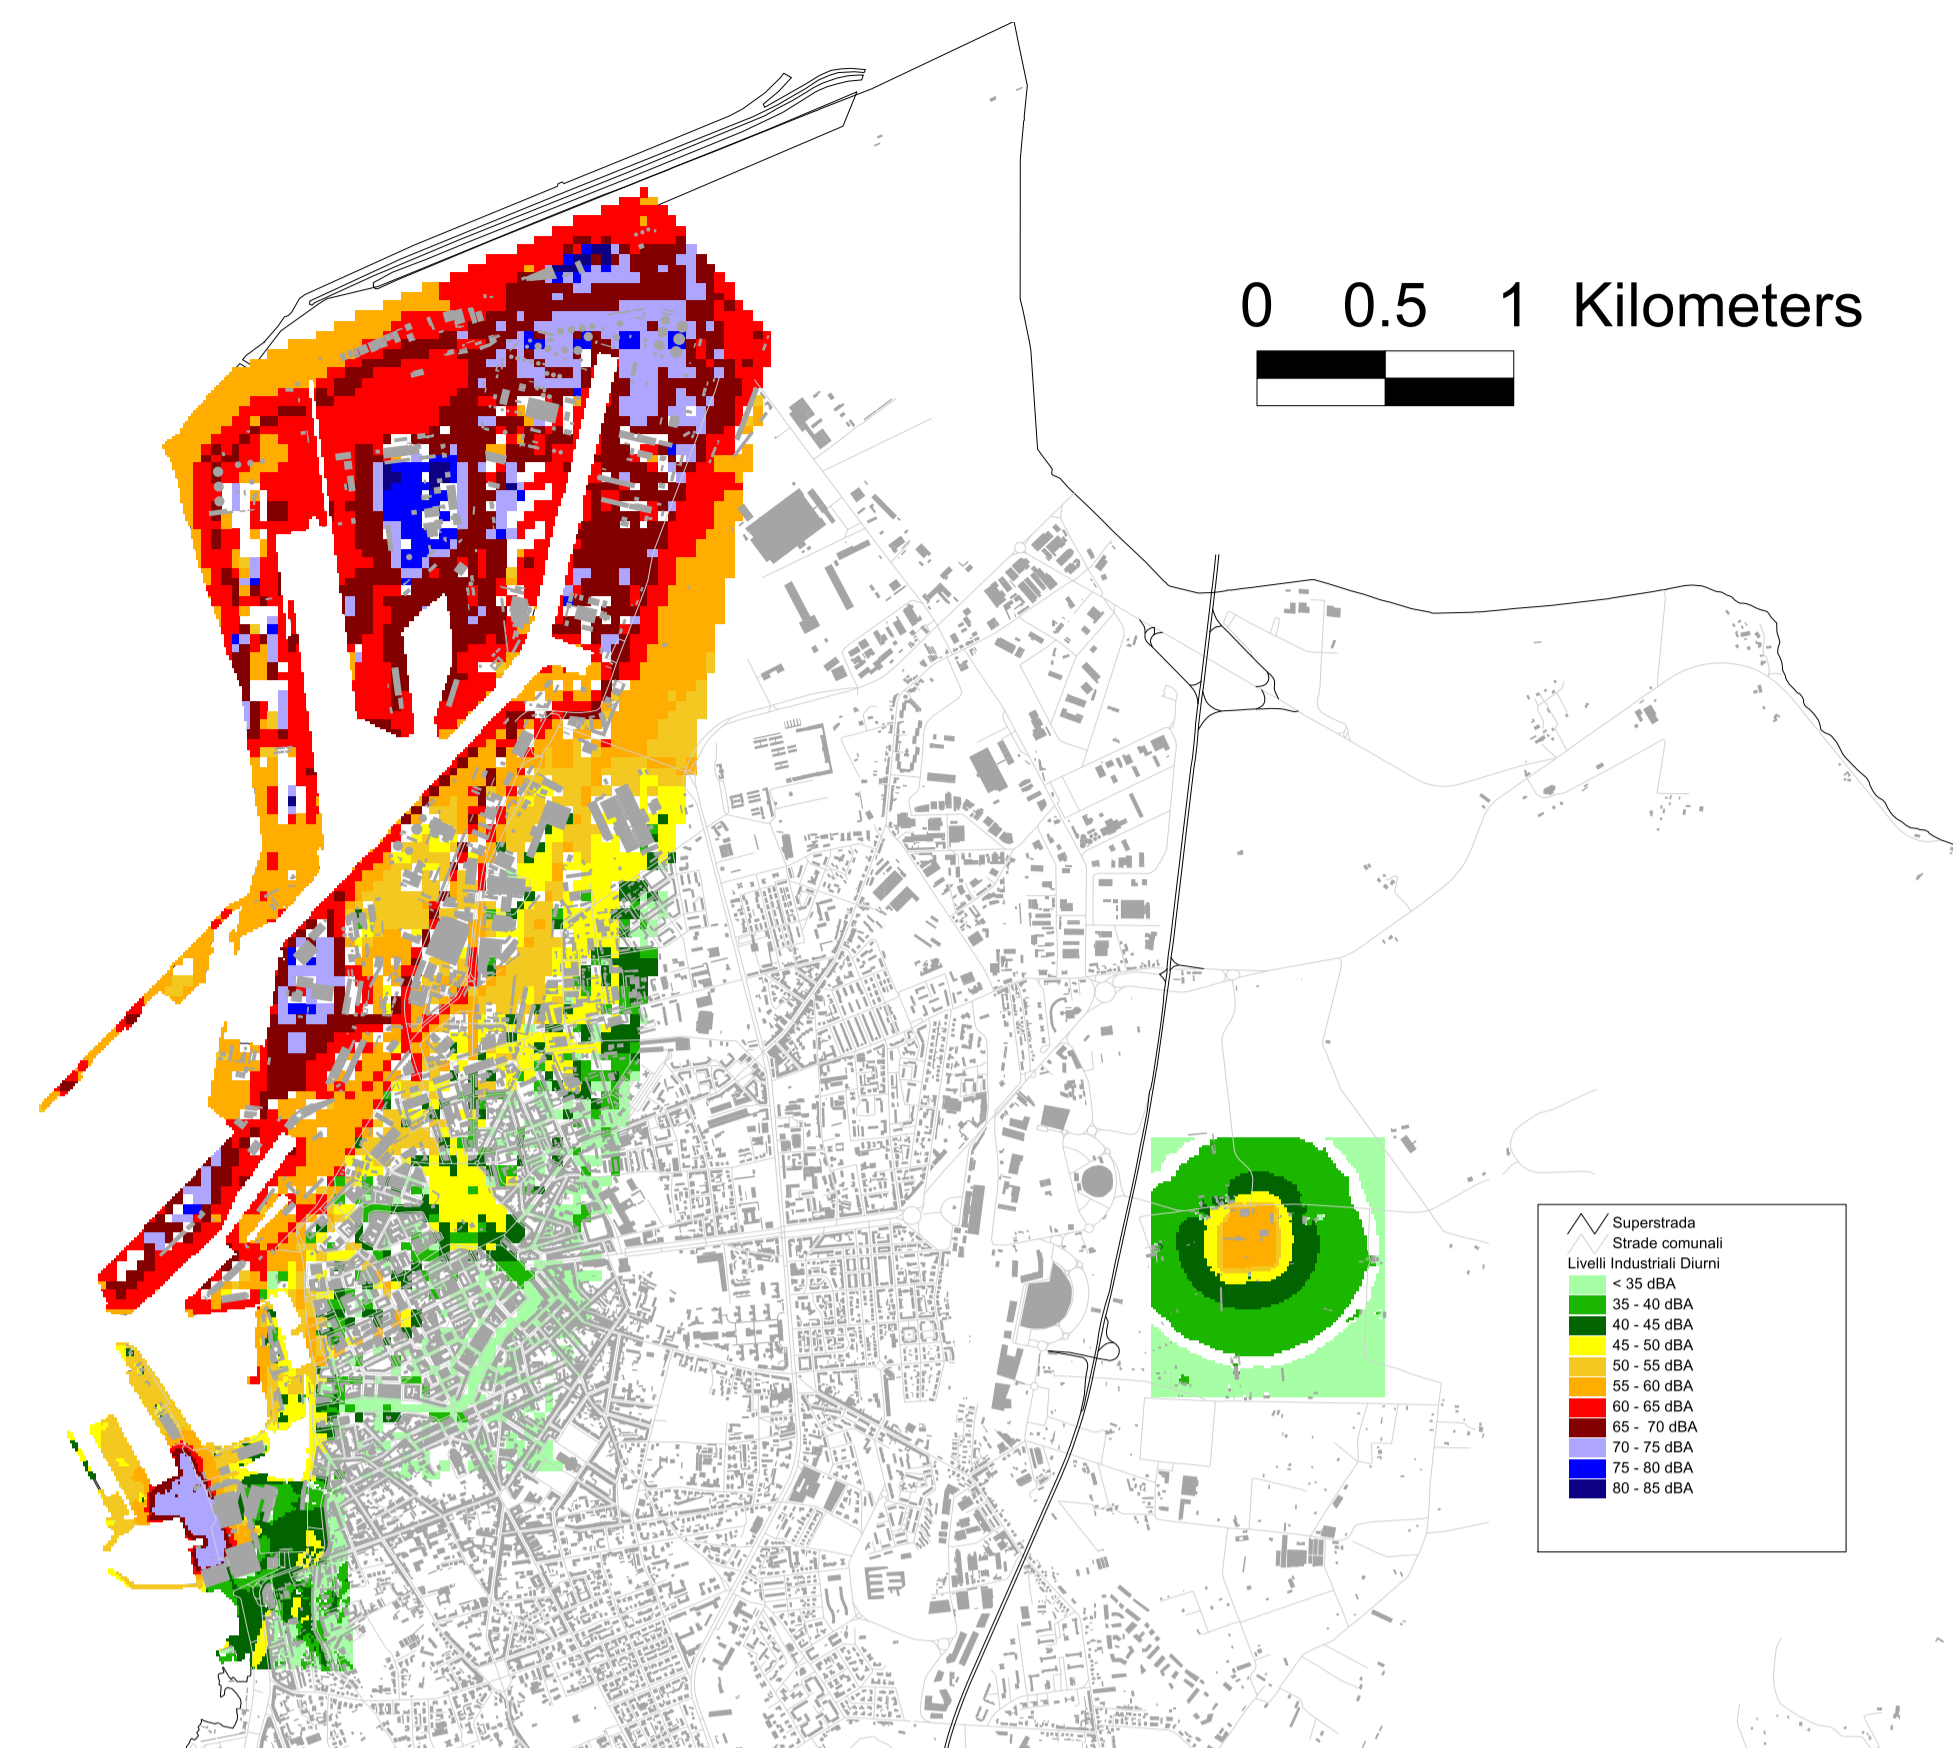 0 0.5 1 Kilometers
Superstrada
Strade comunali
Livelli Industriali Diurni
< 35 dBA
35 - 40 dBA
40 - 45 dBA
45 - 50 dBA
50 - 55 dBA
55 - 60 dBA
60 - 65 dBA
65 - 70 dBA
70 - 75 dBA
75 - 80 dBA
80 - 85 dBA